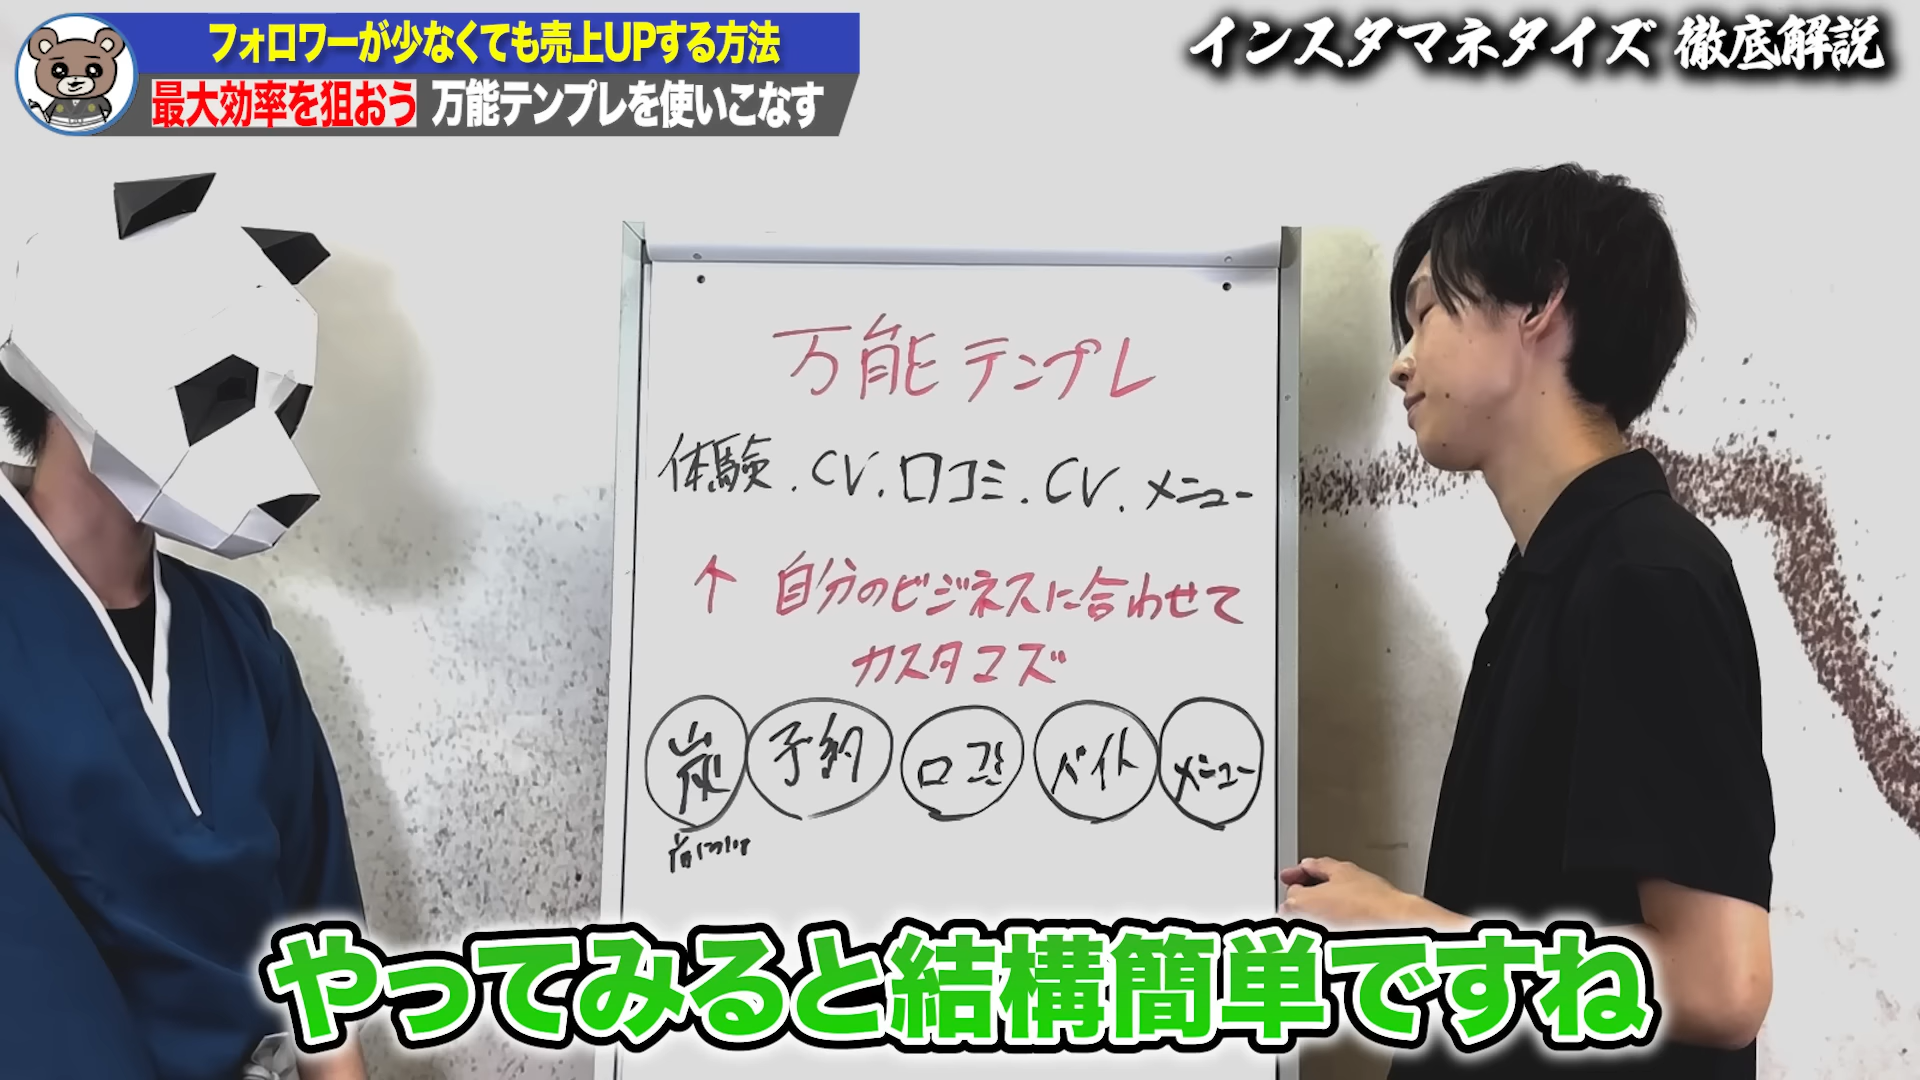 フォロワーが少なくても売上UPする方法
最大効率を狙おう 万能テンプレを使いこなす
インスタマネタイズ 徹底解説
万能テンプレ
体験.CV.口コミ.CV.メニュー
↑ 自分のビジネスに合わせて
カスタマズ
炭 予約 口コミ バイト メニュー
やってみると結構簡単ですね